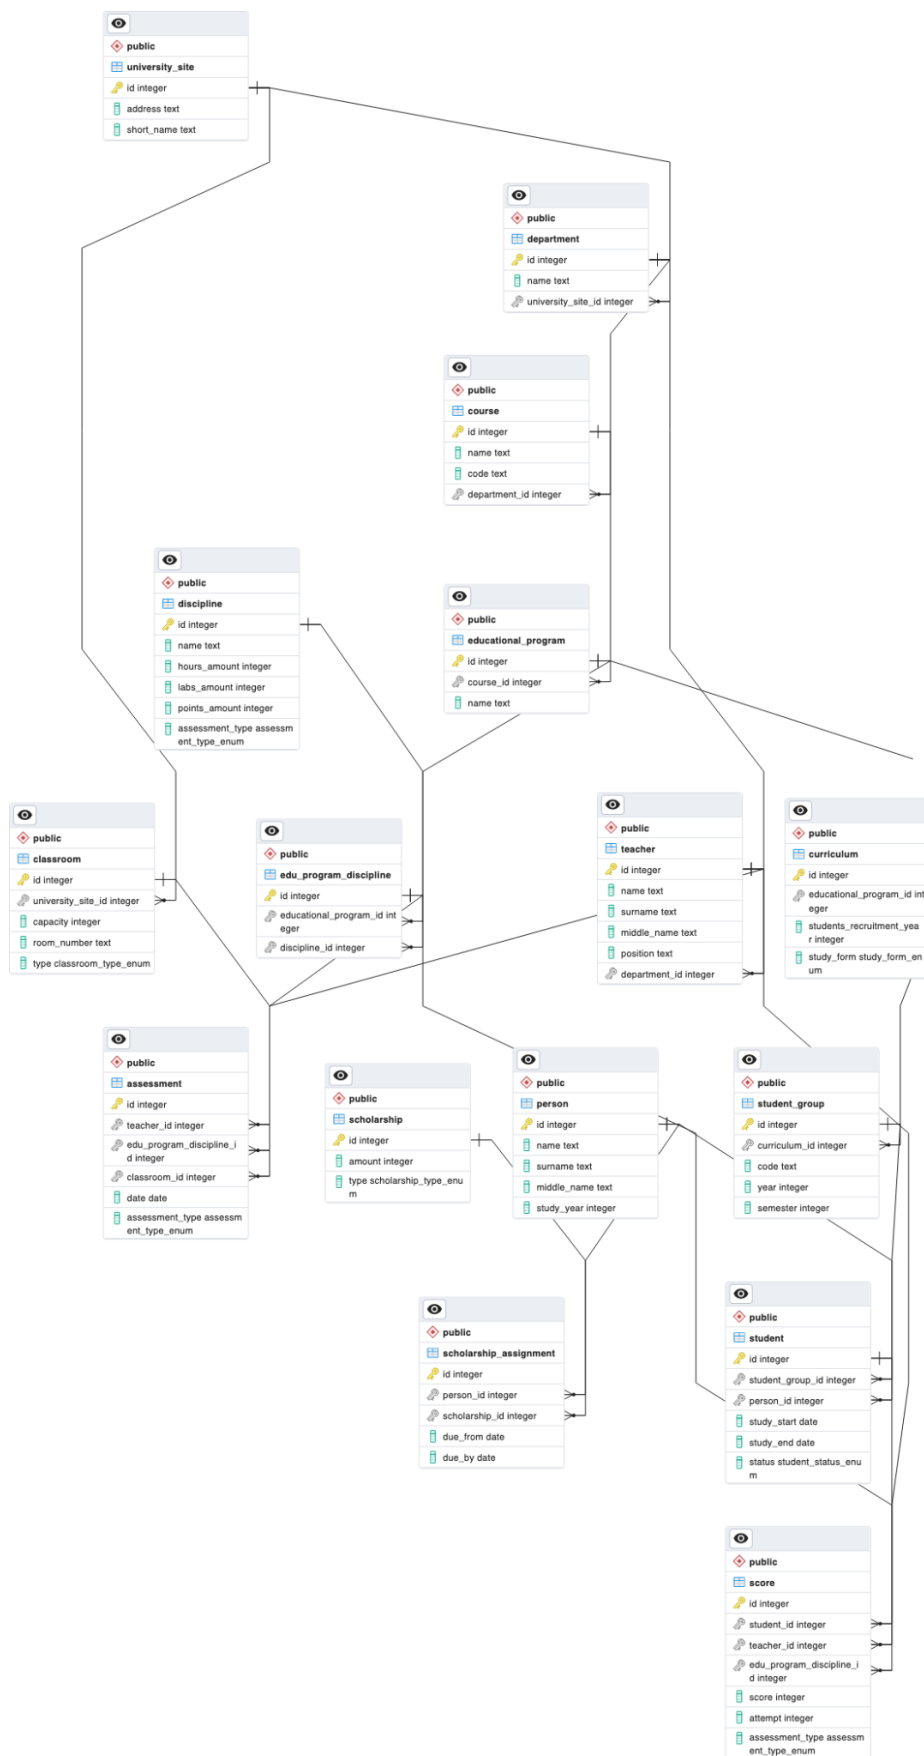 public
university_site
id integer
address text
short_name text
public
department
id integer
name text
university_site_id integer
public
course
id integer
name text
code text
department_id integer
public
discipline
id integer
name text
hours_amount integer
labs_amount integer
points_amount integer
assessment_type assessm
ent_type_enum
public
educational_program
id integer
course_id integer
name text
public
classroom
id integer
university_site_id integer
capacity integer
room_number text
type classroom_type_enum
public
edu_program_discipline
id integer
educational_program_id int
eger
discipline_id integer
public
teacher
id integer
name text
surname text
middle_name text
position text
department_id integer
public
curriculum
id integer
educational_program_id int
eger
students_recruitment_yea
r integer
study_form study_form_en
um
public
assessment
id integer
teacher_id integer
edu_program_discipline_i
d integer
classroom_id integer
date date
assessment_type assessm
ent_type_enum
public
scholarship
id integer
amount integer
type scholarship_type_enu
m
public
person
id integer
name text
surname text
middle_name text
study_year integer
public
student_group
id integer
curriculum_id integer
code text
year integer
semester integer
public
scholarship_assignment
id integer
person_id integer
scholarship_id integer
due_from date
due_by date
public
student
id integer
student_group_id integer
person_id integer
study_start date
study_end date
status student_status_enu
m
public
score
id integer
student_id integer
teacher_id integer
edu_program_discipline_i
d integer
score integer
attempt integer
assessment_type assessm
ent_type_enum